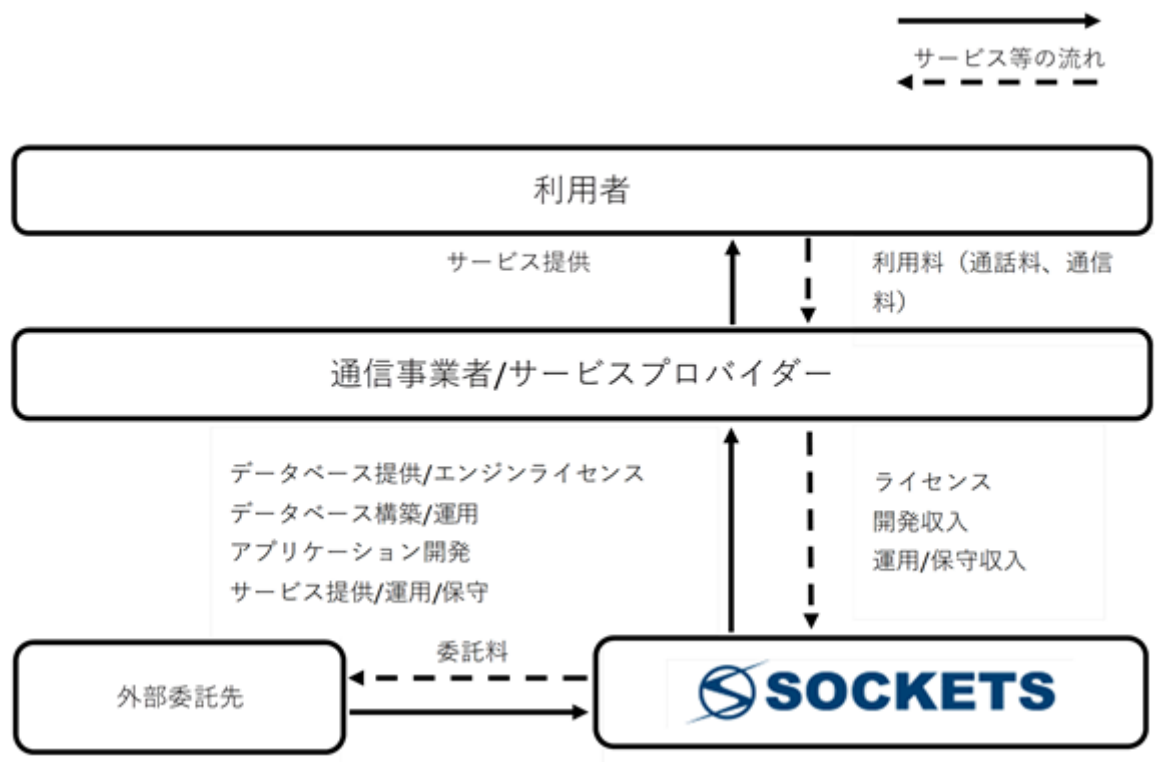 サービス等の流れ
利用者
サービス提供
利用料（通話料、通信
料）
通信事業者/サービスプロバイダー
データベース提供/エンジンライセンス
データベース構築/運用
アプリケーション開発
サービス提供/運用/保守
ライセンス
開発収入
運用/保守収入
委託料
外部委託先
SOCKETS